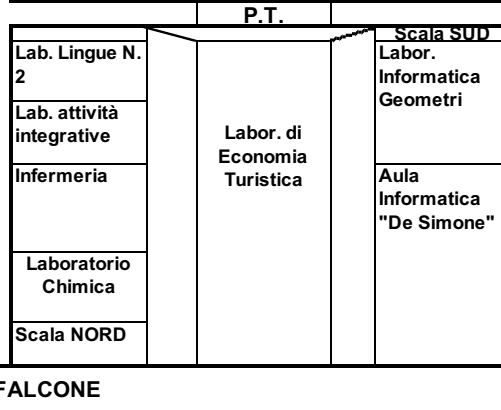 P.T.
Scala SUD
Lab. Lingue N.
2
Lab. attività
integrative
Infermeria
Laboratorio
Chimica
Scala NORD
Labor. di
Economia
Turistica
Labor.
Informatica
Geometri
Aula
Informatica
"De Simone"
FALCONE